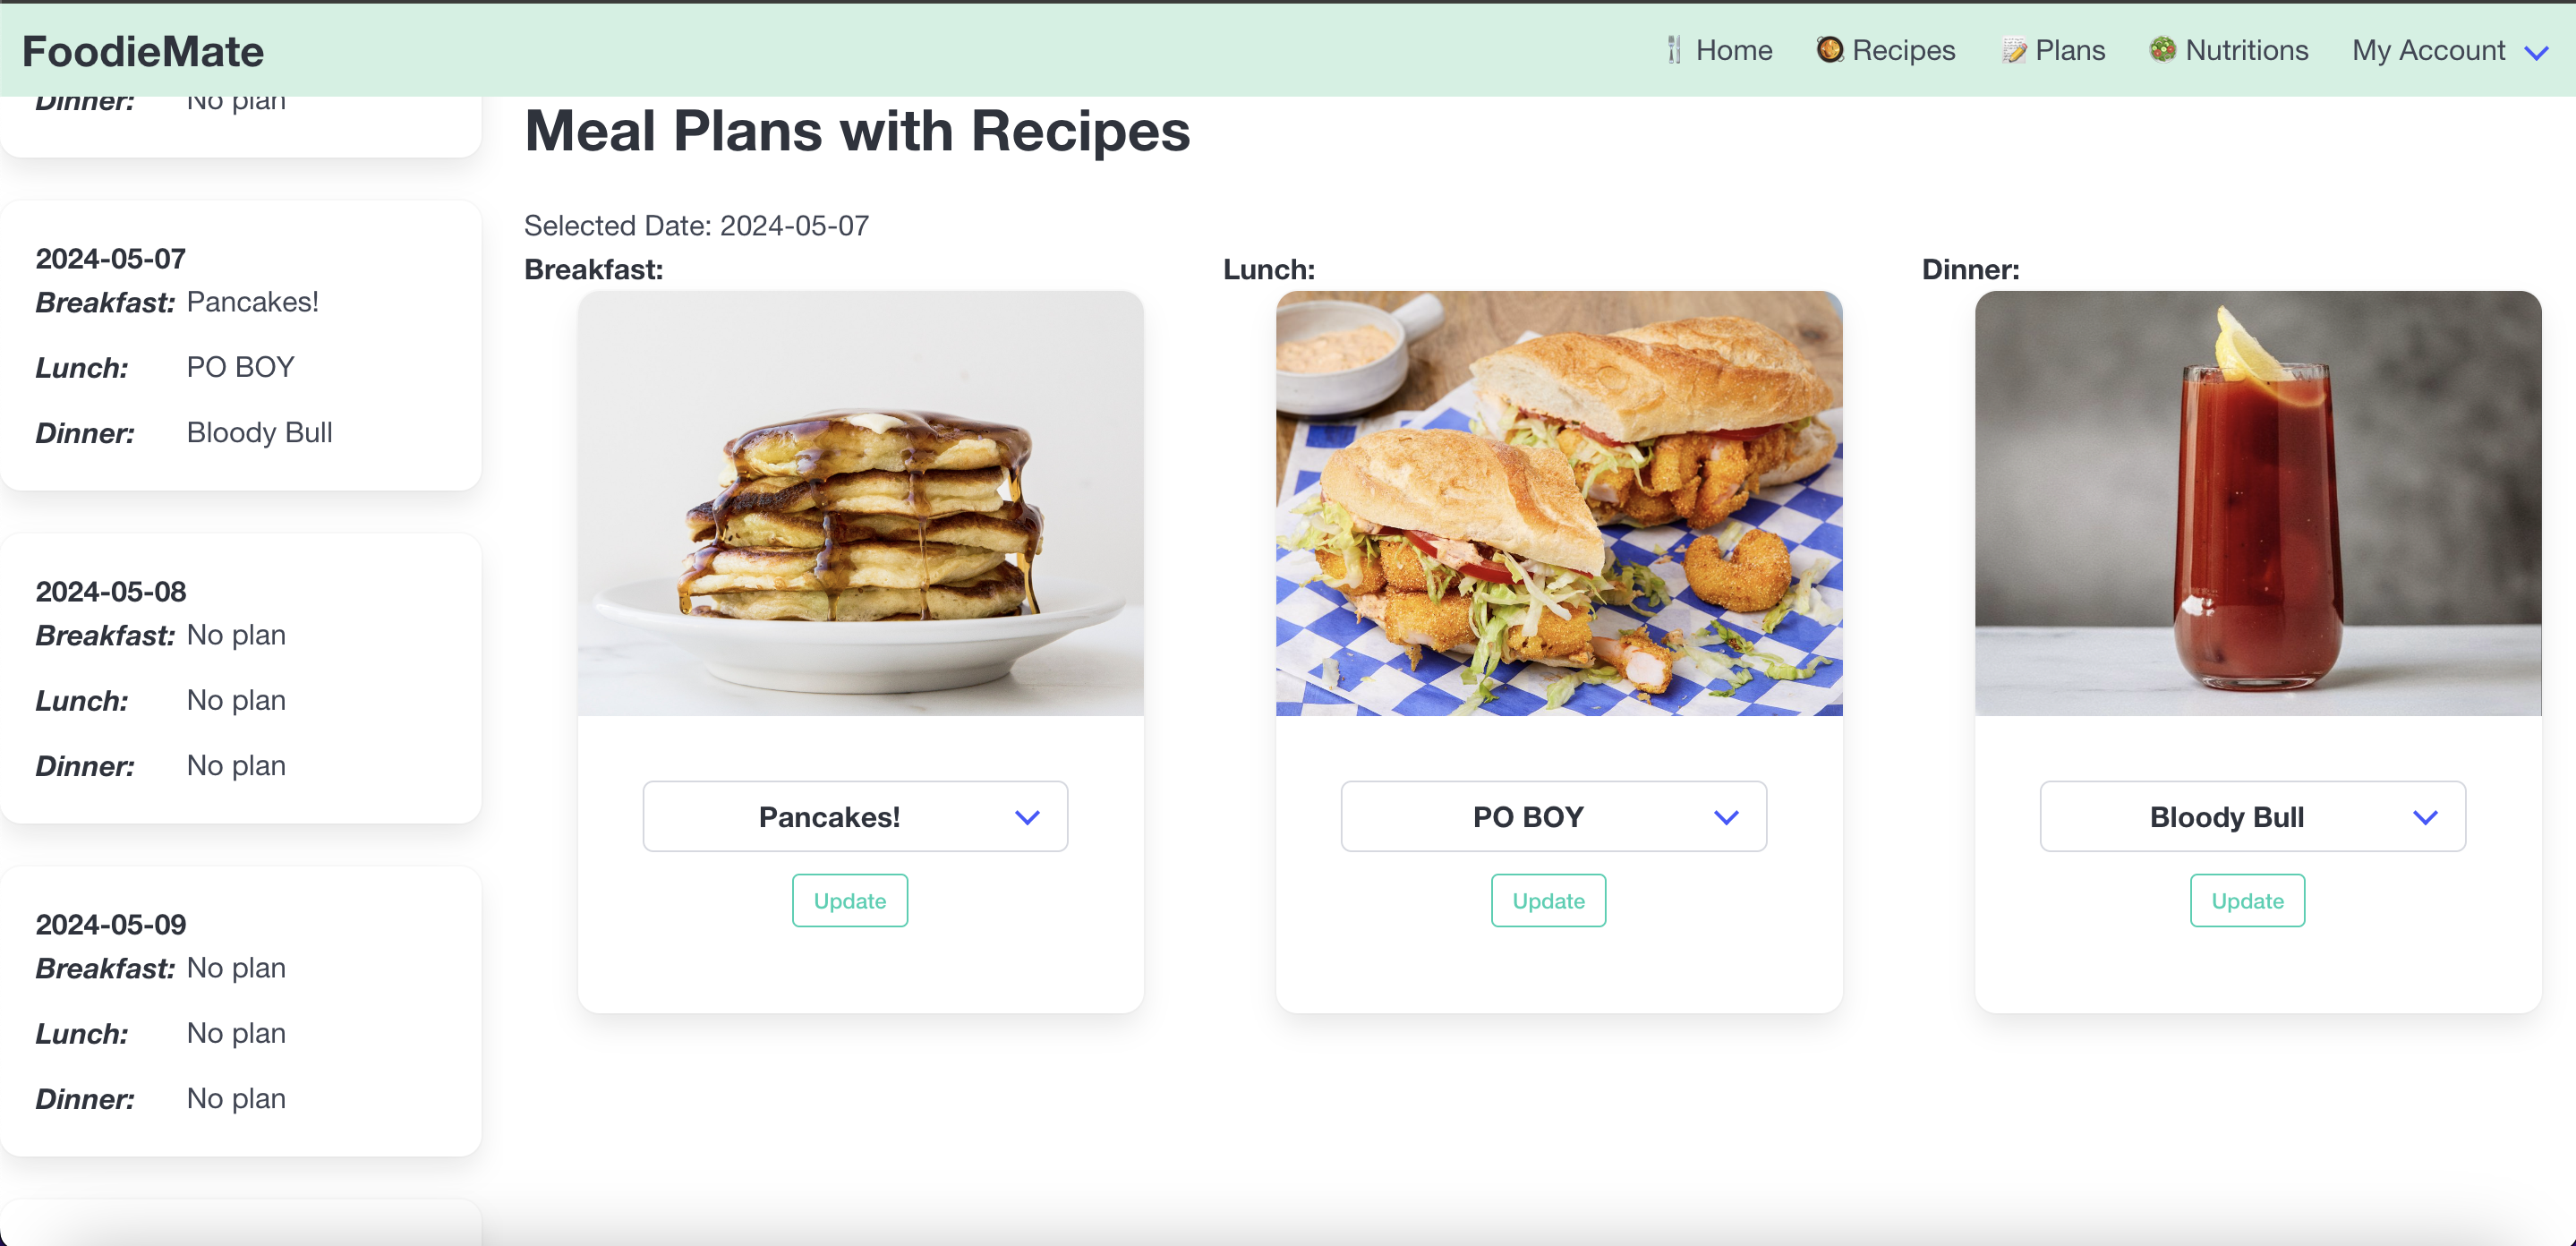 FoodieMate
Home Recipes Plans Nutritions My Account
Dinner: No plan
2024-05-07
Breakfast: Pancakes!
Lunch: PO BOY
Dinner: Bloody Bull
2024-05-08
Breakfast: No plan
Lunch: No plan
Dinner: No plan
2024-05-09
Breakfast: No plan
Lunch: No plan
Dinner: No plan
Meal Plans with Recipes
Selected Date: 2024-05-07
Breakfast:
Pancakes!
Update
Lunch:
PO BOY
Update
Dinner:
Bloody Bull
Update